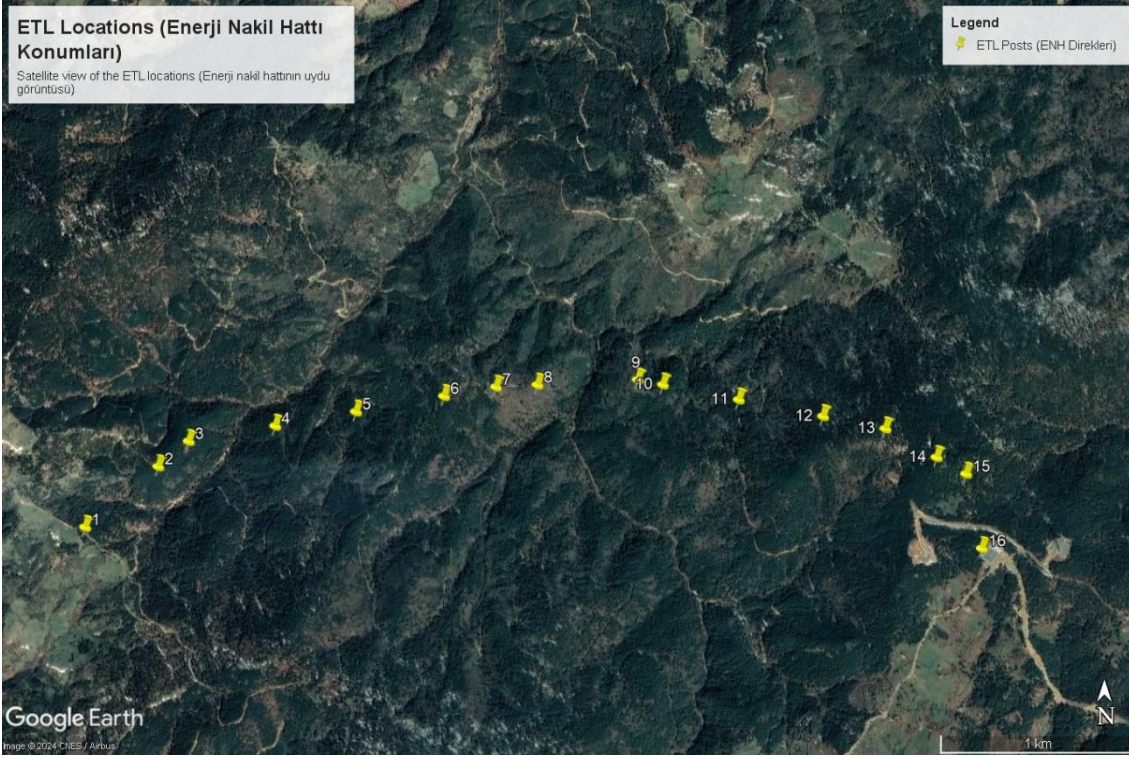 ETL Locations (Enerji Nakil Hattı
Konumları)
Satellite view of the ETL locations (Enerji nakil hattının uydu
görüntüsü)
Legend
ETL Posts (ENH Direkleri)
1
2
3
4
5
6
7
8
9
10
11
12
13
14
15
16
Google Earth
Image © 2024 CNES / Airbus
N
1 km